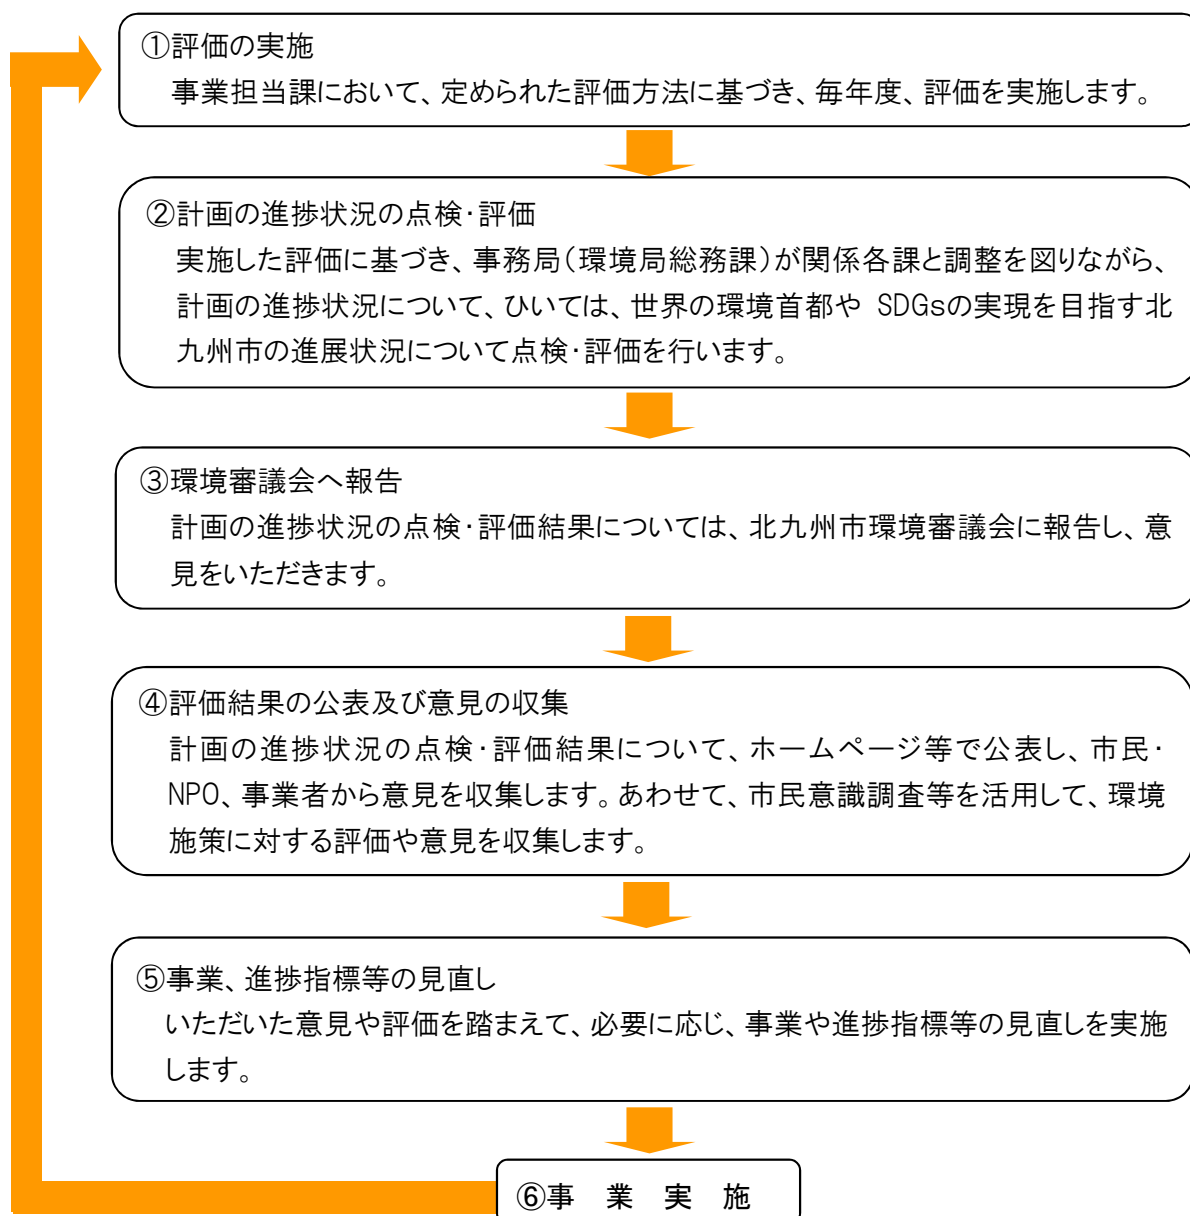 ①評価の実施
事業担当課において、定められた評価方法に基づき、毎年度、評価を実施します。
②計画の進捗状況の点検・評価
実施した評価に基づき、事務局（環境局総務課）が関係各課と調整を図りながら、
計画の進捗状況について、ひいては、世界の環境首都や SDGsの実現を目指す北
九州市の進展状況について点検・評価を行います。
③環境審議会へ報告
計画の進捗状況の点検・評価結果については、北九州市環境審議会に報告し、意
見をいただきます。
④評価結果の公表及び意見の収集
計画の進捗状況の点検・評価結果について、ホームページ等で公表し、市民・
NPO、事業者から意見を収集します。あわせて、市民意識調査等を活用して、環境
施策に対する評価や意見を収集します。
⑤事業、進捗指標等の見直し
いただいた意見や評価を踏まえて、必要に応じ、事業や進捗指標等の見直しを実施
します。
⑥事　業　実　施